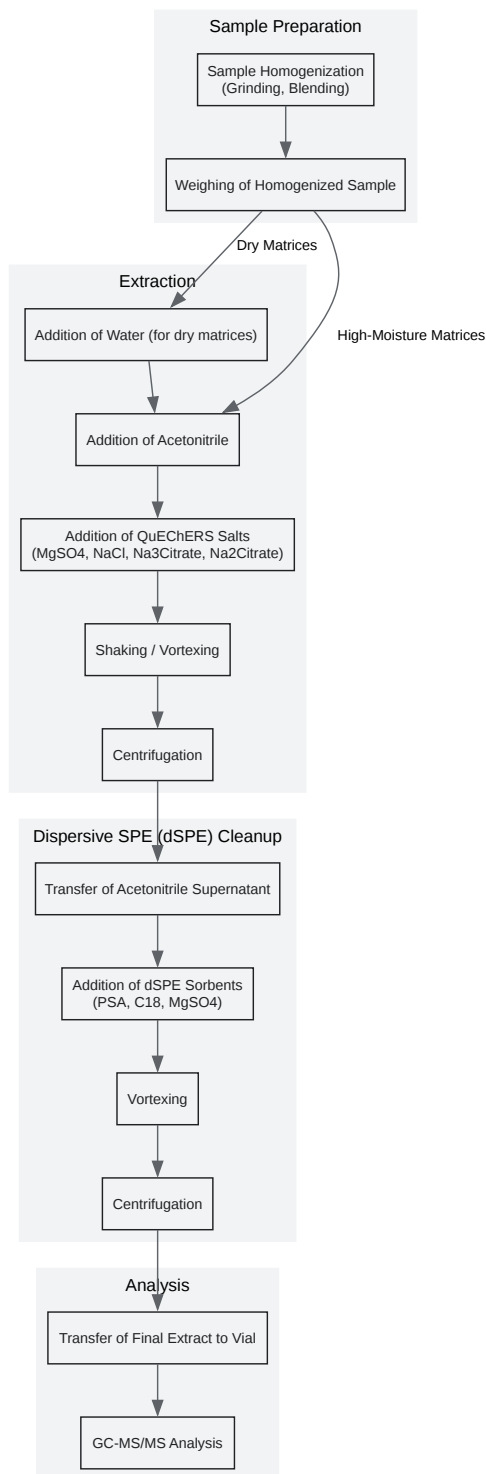 Sample Preparation
Sample Homogenization
(Grinding, Blending)
Weighing of Homogenized Sample
Dry Matrices
Extraction
Addition of Water (for dry matrices)
High-Moisture Matrices
Addition of Acetonitrile
Addition of QuEChERS Salts
(MgSO4, NaCl, Na3Citrate, Na2Citrate)
Shaking / Vortexing
Centrifugation
Dispersive SPE (dSPE) Cleanup
Transfer of Acetonitrile Supernatant
Addition of dSPE Sorbents
(PSA, C18, MgSO4)
Vortexing
Centrifugation
Analysis
Transfer of Final Extract to Vial
GC-MS/MS Analysis